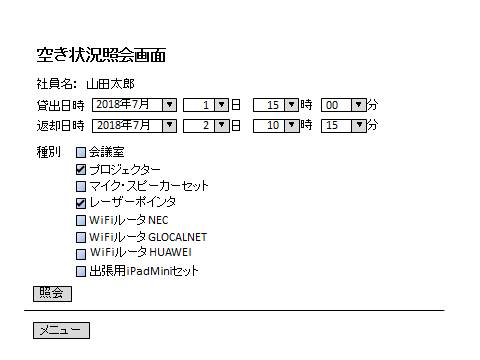 空き状況照会画面
社員名: 山田太郎
貸出日時 2018年7月 1 日 15 時 00 分
返却日時 2018年7月 2 日 10 時 15 分
種別 会議室
プロジェクター
マイク・スピーカーセット
レーザーポインタ
WiFiルータ NEC
WiFiルータ GLOCALNET
WiFiルータ HUAWEI
出張用iPadMiniセット
照会
メニュー